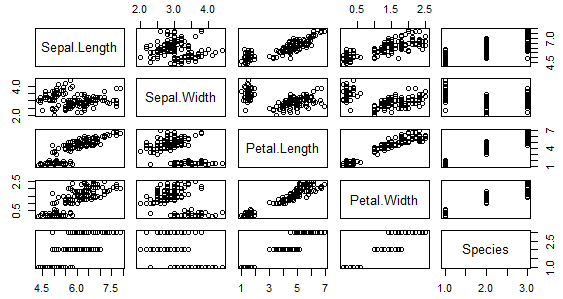 2.0 3.0 4.0 0.5 1.5 2.5
Sepal.Length
4.5 6.0 7.0
2.0 3.0 4.0
Sepal.Width
Petal.Length
1 2 4 5 7
0.5 1.5 2.5
Petal.Width
Species
1.0 2.0 2.5
4.5 6.0 7.5 1 3 5 7 1.0 2.0 3.0